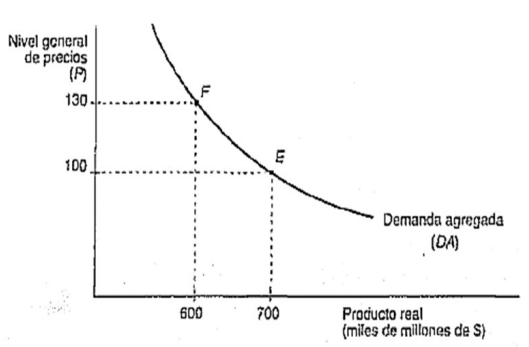 Nivel general
de precios
(P)
130
F
100
E
Demanda agregada
(DA)
600
700
Producto real
(miles de millones de $)